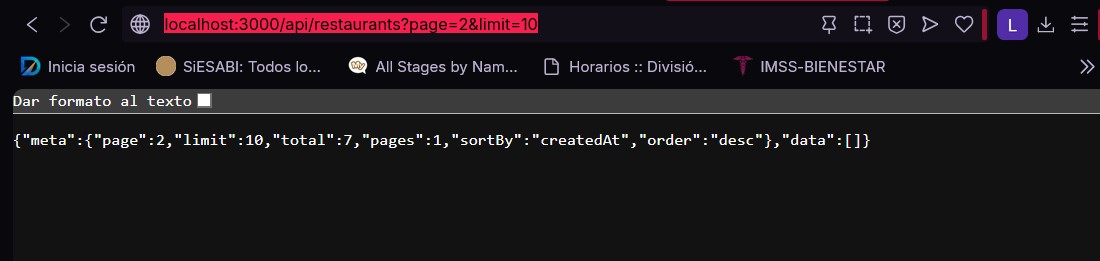 localhost:3000/api/restaurants?page=2&limit=10
L
Inicia sesión SiESABI: Todos lo... My All Stages by Nam... Horarios :: Divisió... IMSS-BIENESTAR
Dar formato al texto
{"meta":{"page":2,"limit":10,"total":7,"pages":1,"sortBy":"createdAt","order":"desc"},"data":[]}